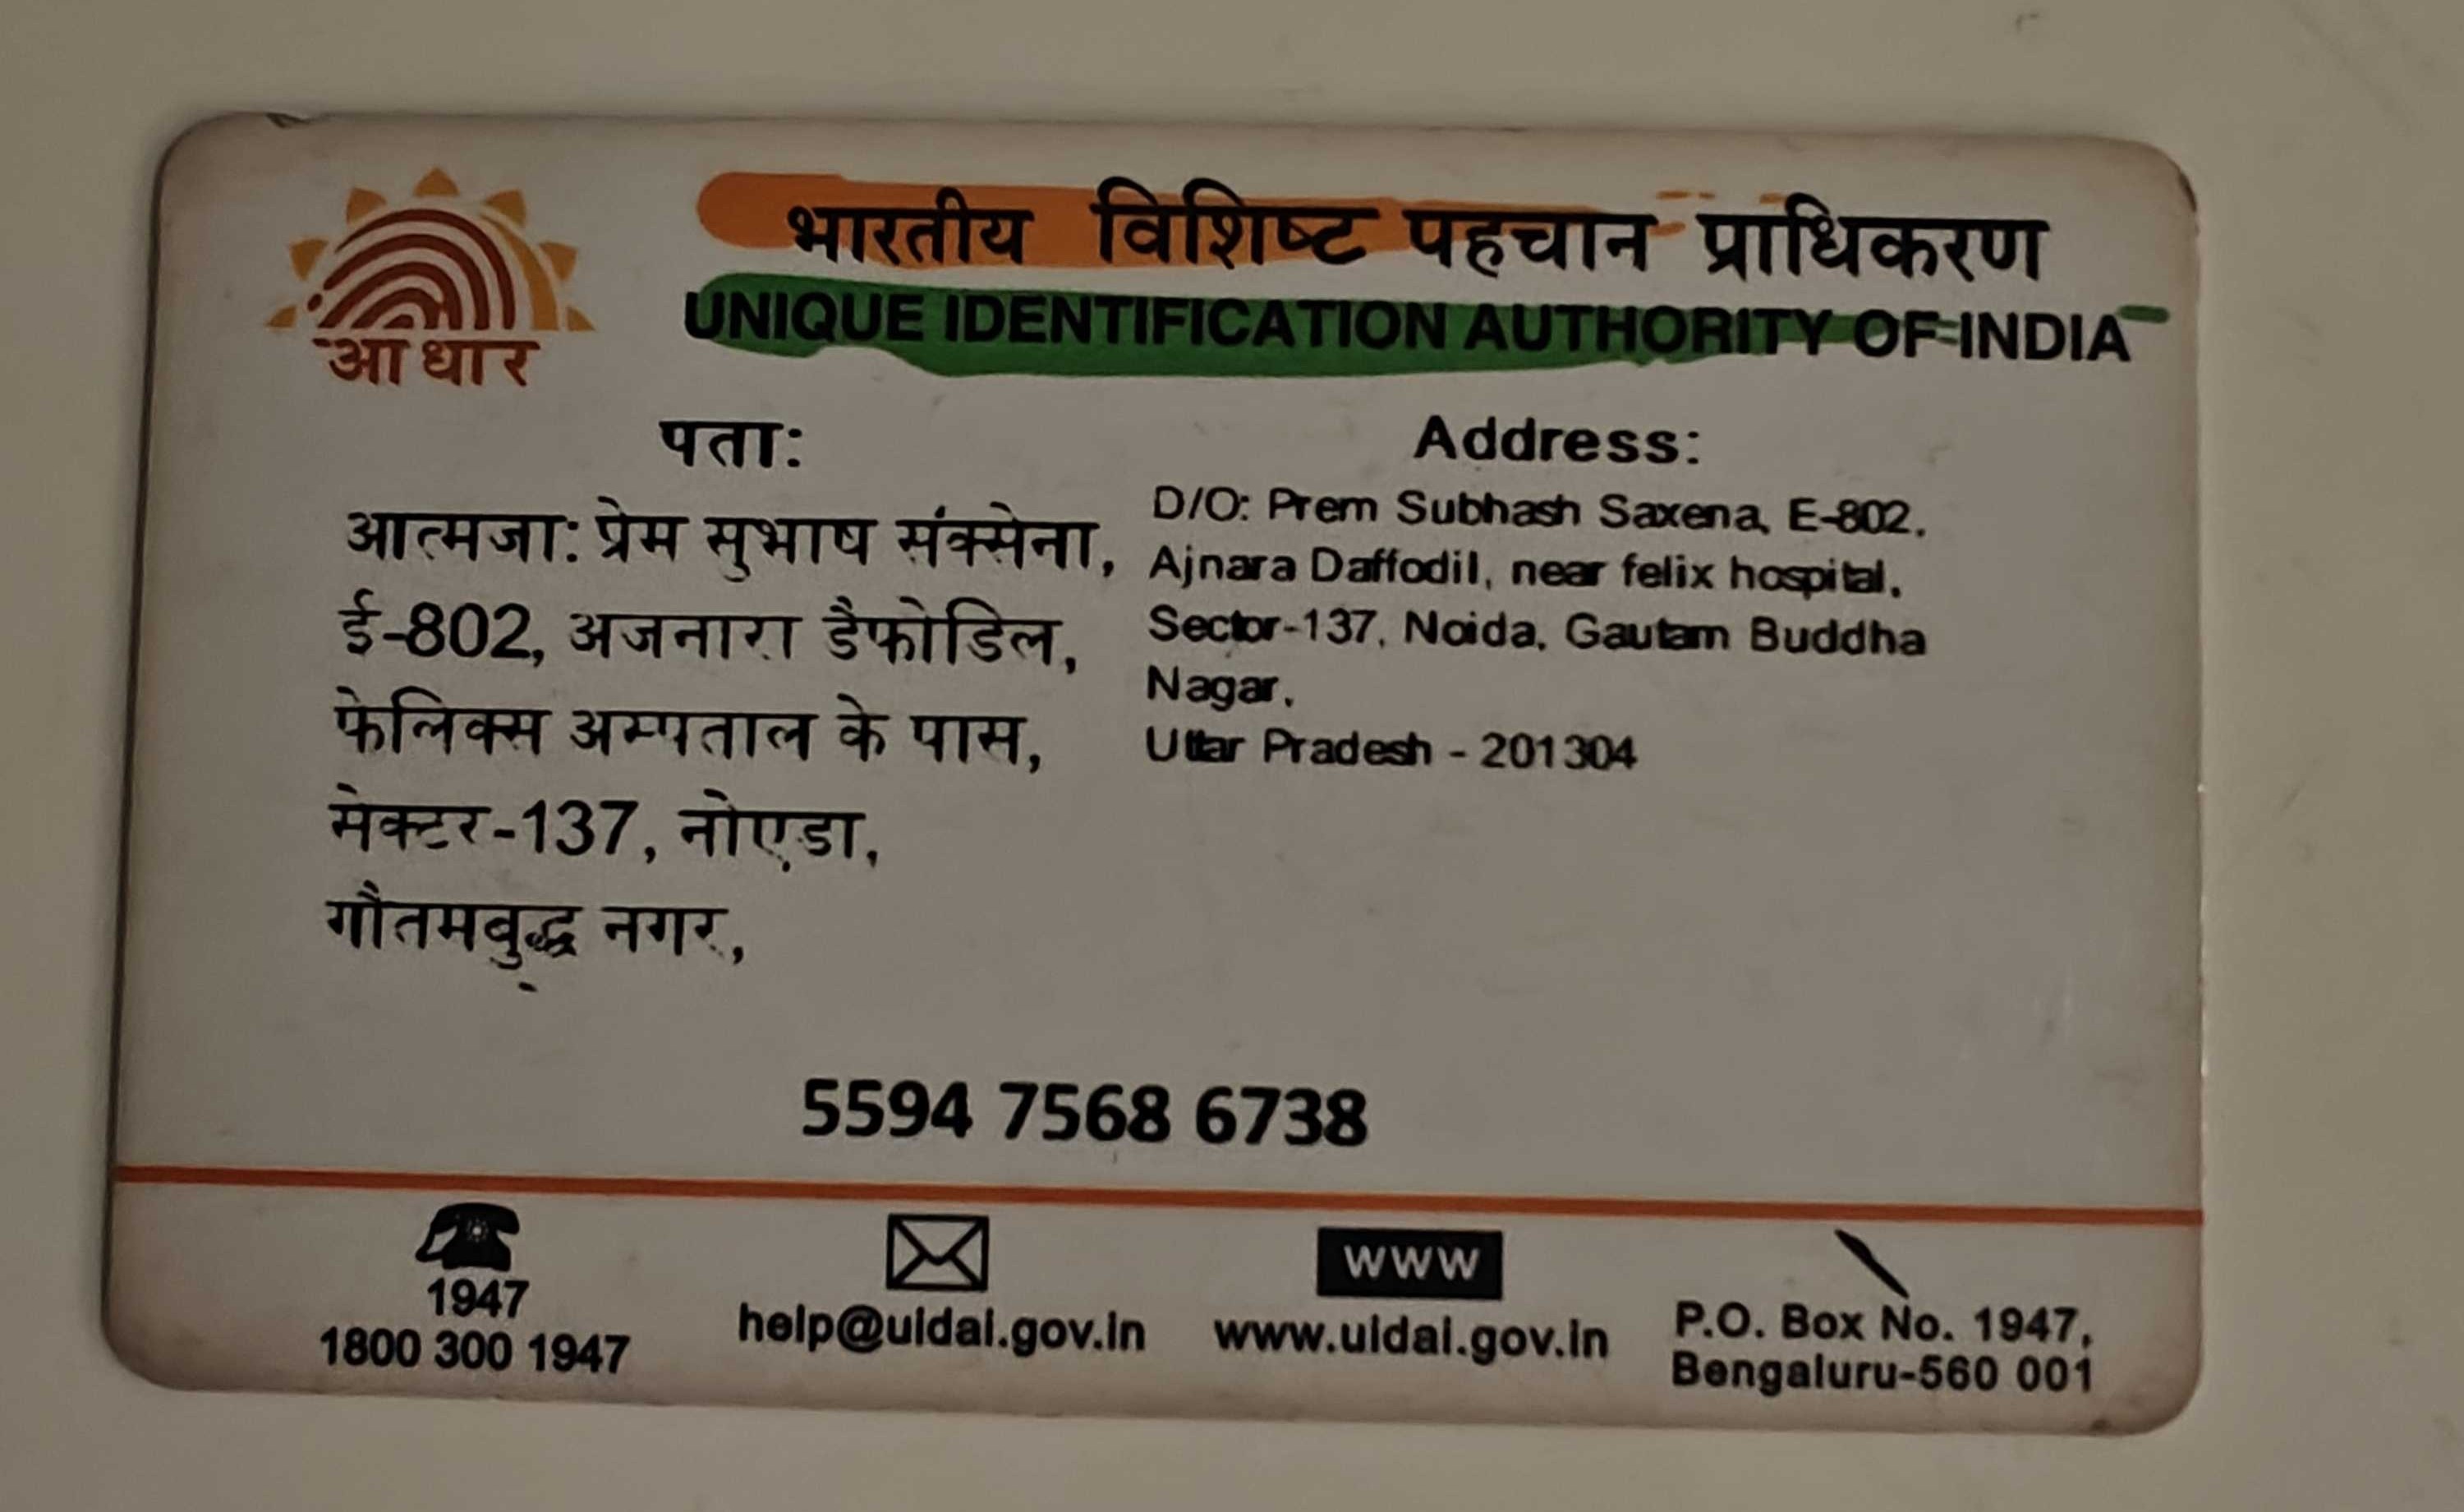 आधार
भारतीय विशिष्ट पहचान प्राधिकरण
UNIQUE IDENTIFICATION AUTHORITY OF INDIA
पता:
आत्मजा: प्रेम सुभाष संक्सेना,
ई-802, अजनारा डैफोडिल,
फेलिक्स अस्पताल के पास,
सेक्टर-137, नोएडा,
गौतमबुद्ध नगर,
Address:
D/O: Prem Subhash Saxena, E-802,
Ajnara Daffodil, near felix hospital,
Sector-137, Noida, Gautam Buddha
Nagar,
Uttar Pradesh - 201304
5594 7568 6738
1947
1800 300 1947
help@uidai.gov.in
www
www.uidai.gov.in
P.O. Box No. 1947,
Bengaluru-560 001